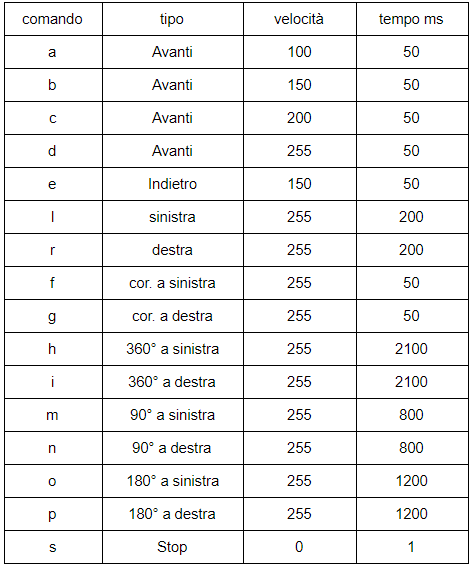 comando tipo velocità tempo ms
a Avanti 100 50
b Avanti 150 50
c Avanti 200 50
d Avanti 255 50
e Indietro 150 50
l sinistra 255 200
r destra 255 200
f cor. a sinistra 255 50
g cor. a destra 255 50
h 360° a sinistra 255 2100
i 360° a destra 255 2100
m 90° a sinistra 255 800
n 90° a destra 255 800
o 180° a sinistra 255 1200
p 180° a destra 255 1200
s Stop 0 1